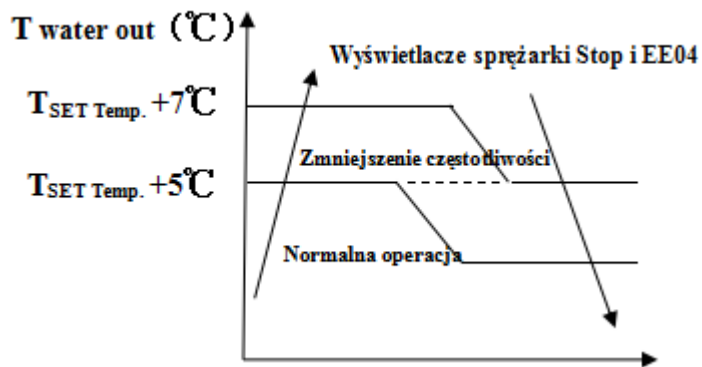 T water out (℃)
Wyświetlacze sprężarki Stop i EE04
TSET Temp. +7℃
Zmniejszenie częstotliwości
TSET Temp. +5℃
Normalna operacja